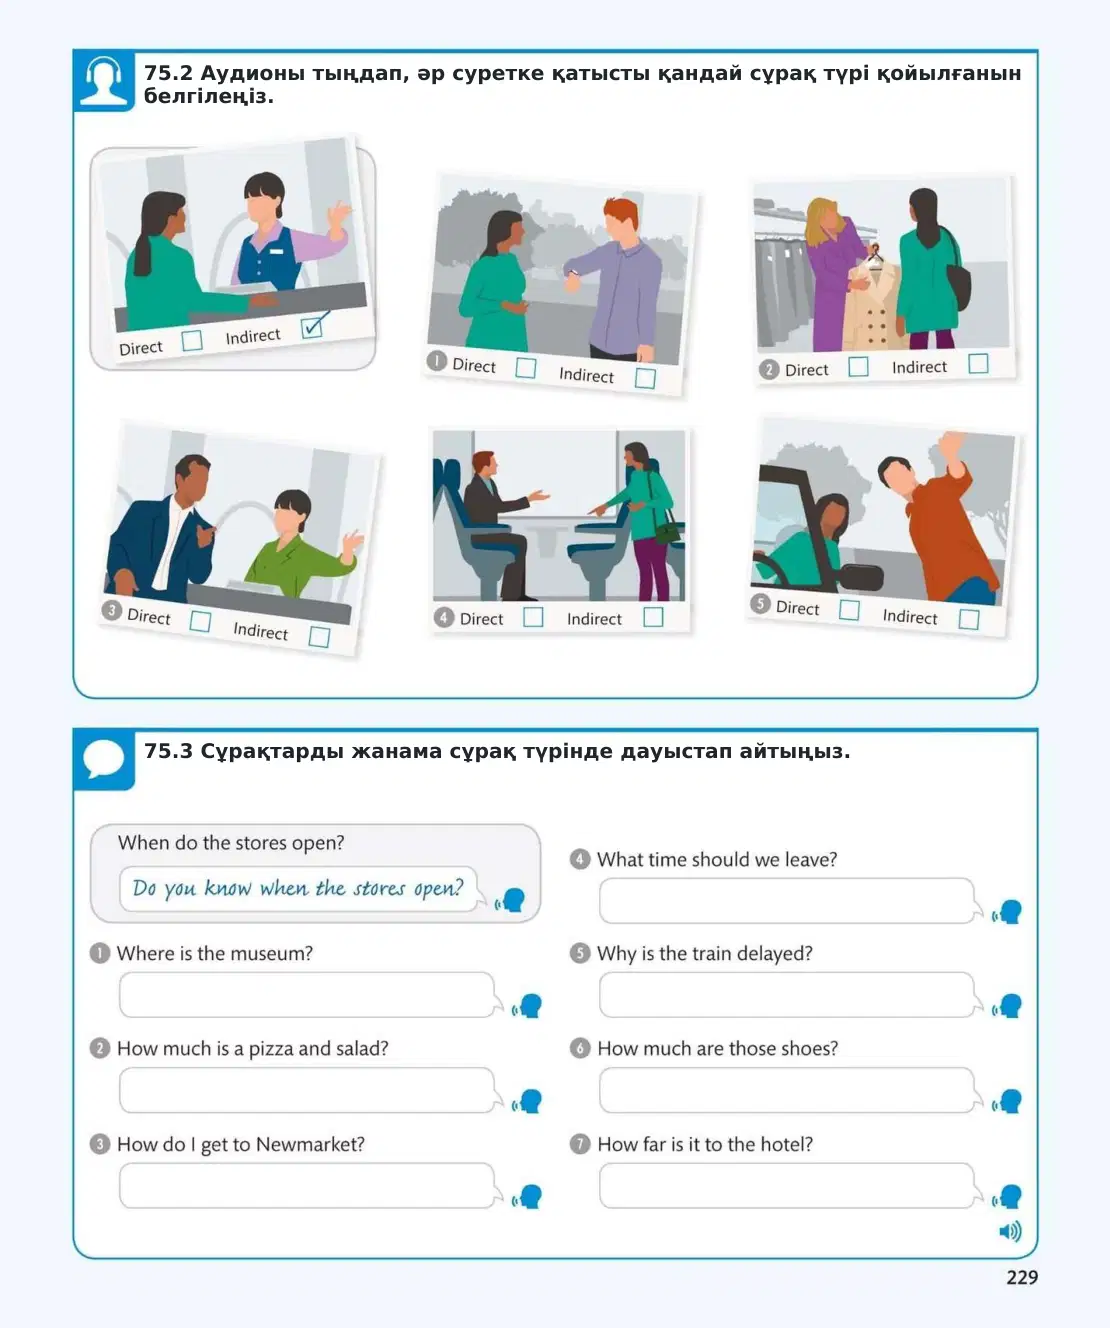 75.2 Аудионы тыңдап, әр суретке қатысты қандай сұрақ түрі қойылғанын
белгілеңіз.
Direct Indirect
1 Direct Indirect
2 Direct Indirect
3 Direct Indirect
4 Direct Indirect
5 Direct Indirect
75.3 Сұрақтарды жанама сұрақ түрінде дауыстап айтыңыз.
When do the stores open?
Do you know when the stores open?
1 Where is the museum?
2 How much is a pizza and salad?
3 How do I get to Newmarket?
4 What time should we leave?
5 Why is the train delayed?
6 How much are those shoes?
7 How far is it to the hotel?
229